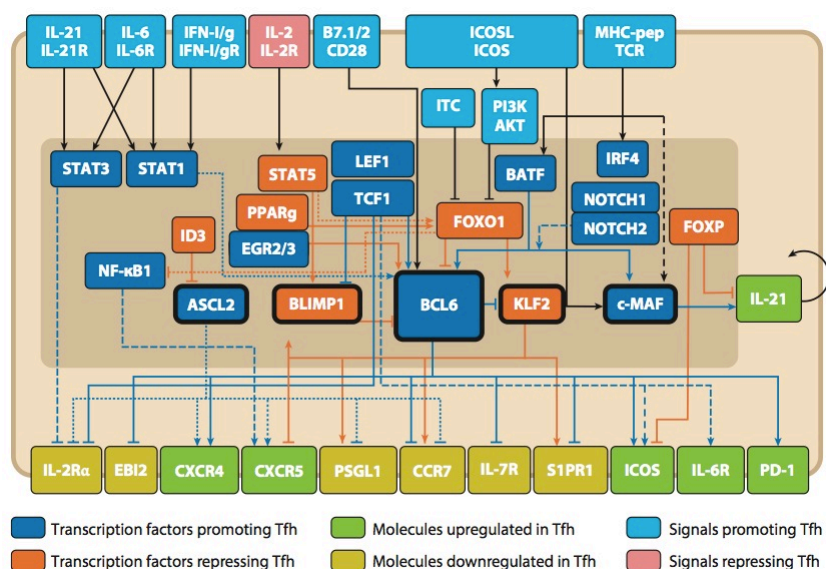 IL-21
IL-21R
IL-6
IL-6R
IFN-I/g
IFN-I/gR
IL-2
IL-2R
B7.1/2
CD28
ICOSL
ICOS
MHC-pep
TCR
ITC
PI3K
AKT
STAT3
STAT1
STAT5
LEF1
TCF1
BATF
IRF4
NOTCH1
NOTCH2
PPARg
EGR2/3
ID3
FOXO1
FOXP
NF-κB1
ASCL2
BLIMP1
BCL6
KLF2
c-MAF
IL-21
IL-2Rα
EBI2
CXCR4
CXCR5
PSGL1
CCR7
IL-7R
S1PR1
ICOS
IL-6R
PD-1
Transcription factors promoting Tfh
Molecules upregulated in Tfh
Signals promoting Tfh
Transcription factors repressing Tfh
Molecules downregulated in Tfh
Signals repressing Tfh